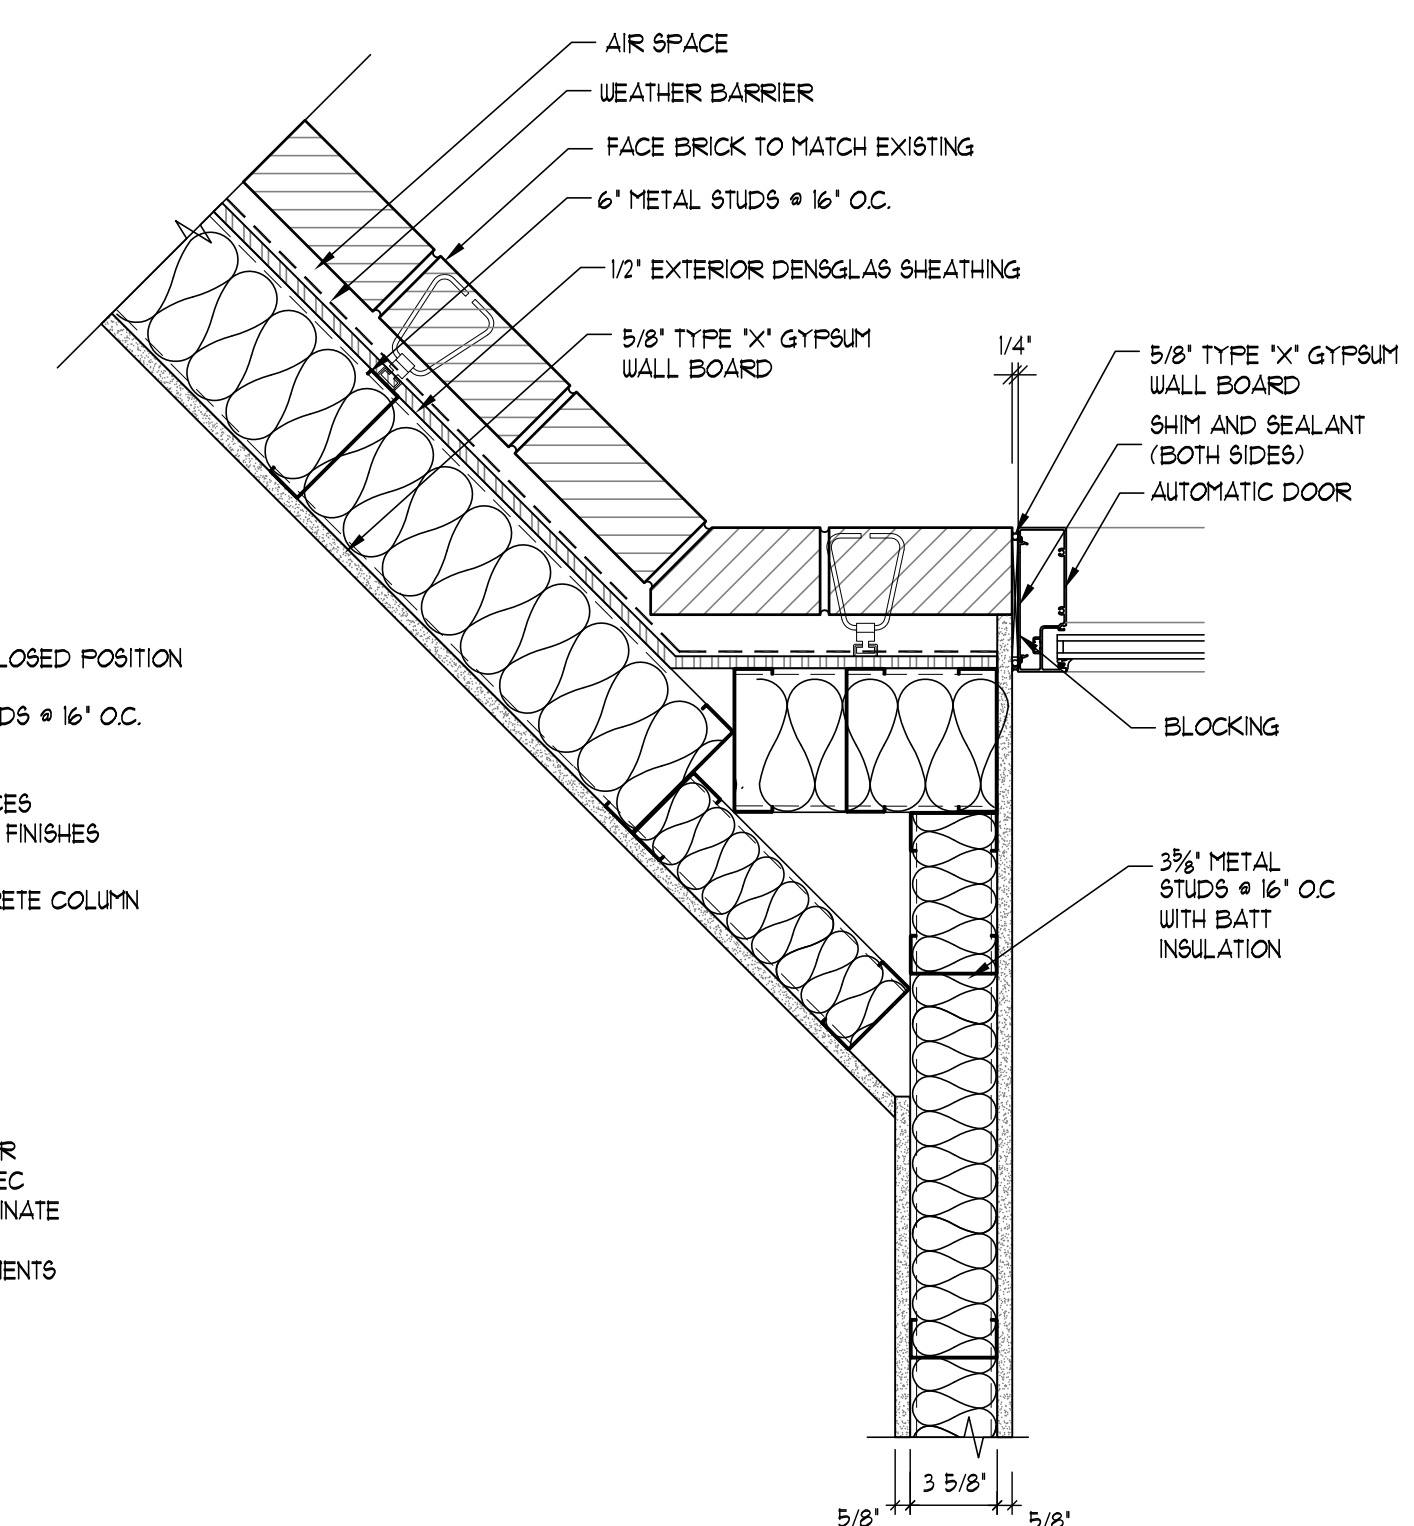 AIR SPACE
WEATHER BARRIER
FACE BRICK TO MATCH EXISTING
6" METAL STUDS @ 16" O.C.
1/2" EXTERIOR DENSGLAS SHEATHING
5/8" TYPE "X" GYPSUM
WALL BOARD
1/4"
5/8" TYPE "X" GYPSUM
WALL BOARD
SHIM AND SEALANT
(BOTH SIDES)
AUTOMATIC DOOR
BLOCKING
3⅝" METAL
STUDS @ 16" O.C
WITH BATT
INSULATION
LOSED POSITION
DS @ 16" O.C.
CES
FINISHES
RETE COLUMN
R
EC
INATE
MENTS
3 5/8"
5/8"
5/8"